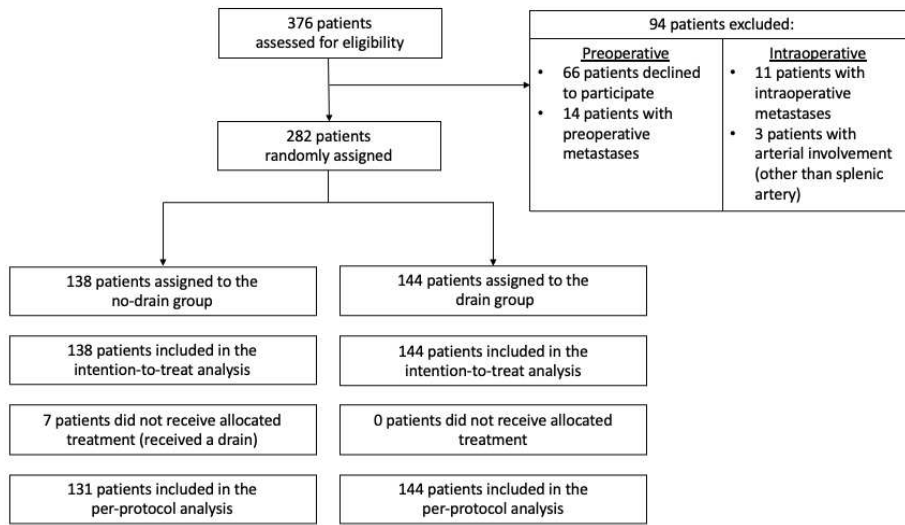 376 patients
assessed for eligibility
94 patients excluded:
Preoperative
• 66 patients declined
to participate
• 14 patients with
preoperative
metastases
Intraoperative
• 11 patients with
intraoperative
metastases
• 3 patients with
arterial involvement
(other than splenic
artery)
282 patients
randomly assigned
138 patients assigned to the
no-drain group
144 patients assigned to the
drain group
138 patients included in the
intention-to-treat analysis
144 patients included in the
intention-to-treat analysis
7 patients did not receive allocated
treatment (received a drain)
0 patients did not receive allocated
treatment
131 patients included in the
per-protocol analysis
144 patients included in the
per-protocol analysis